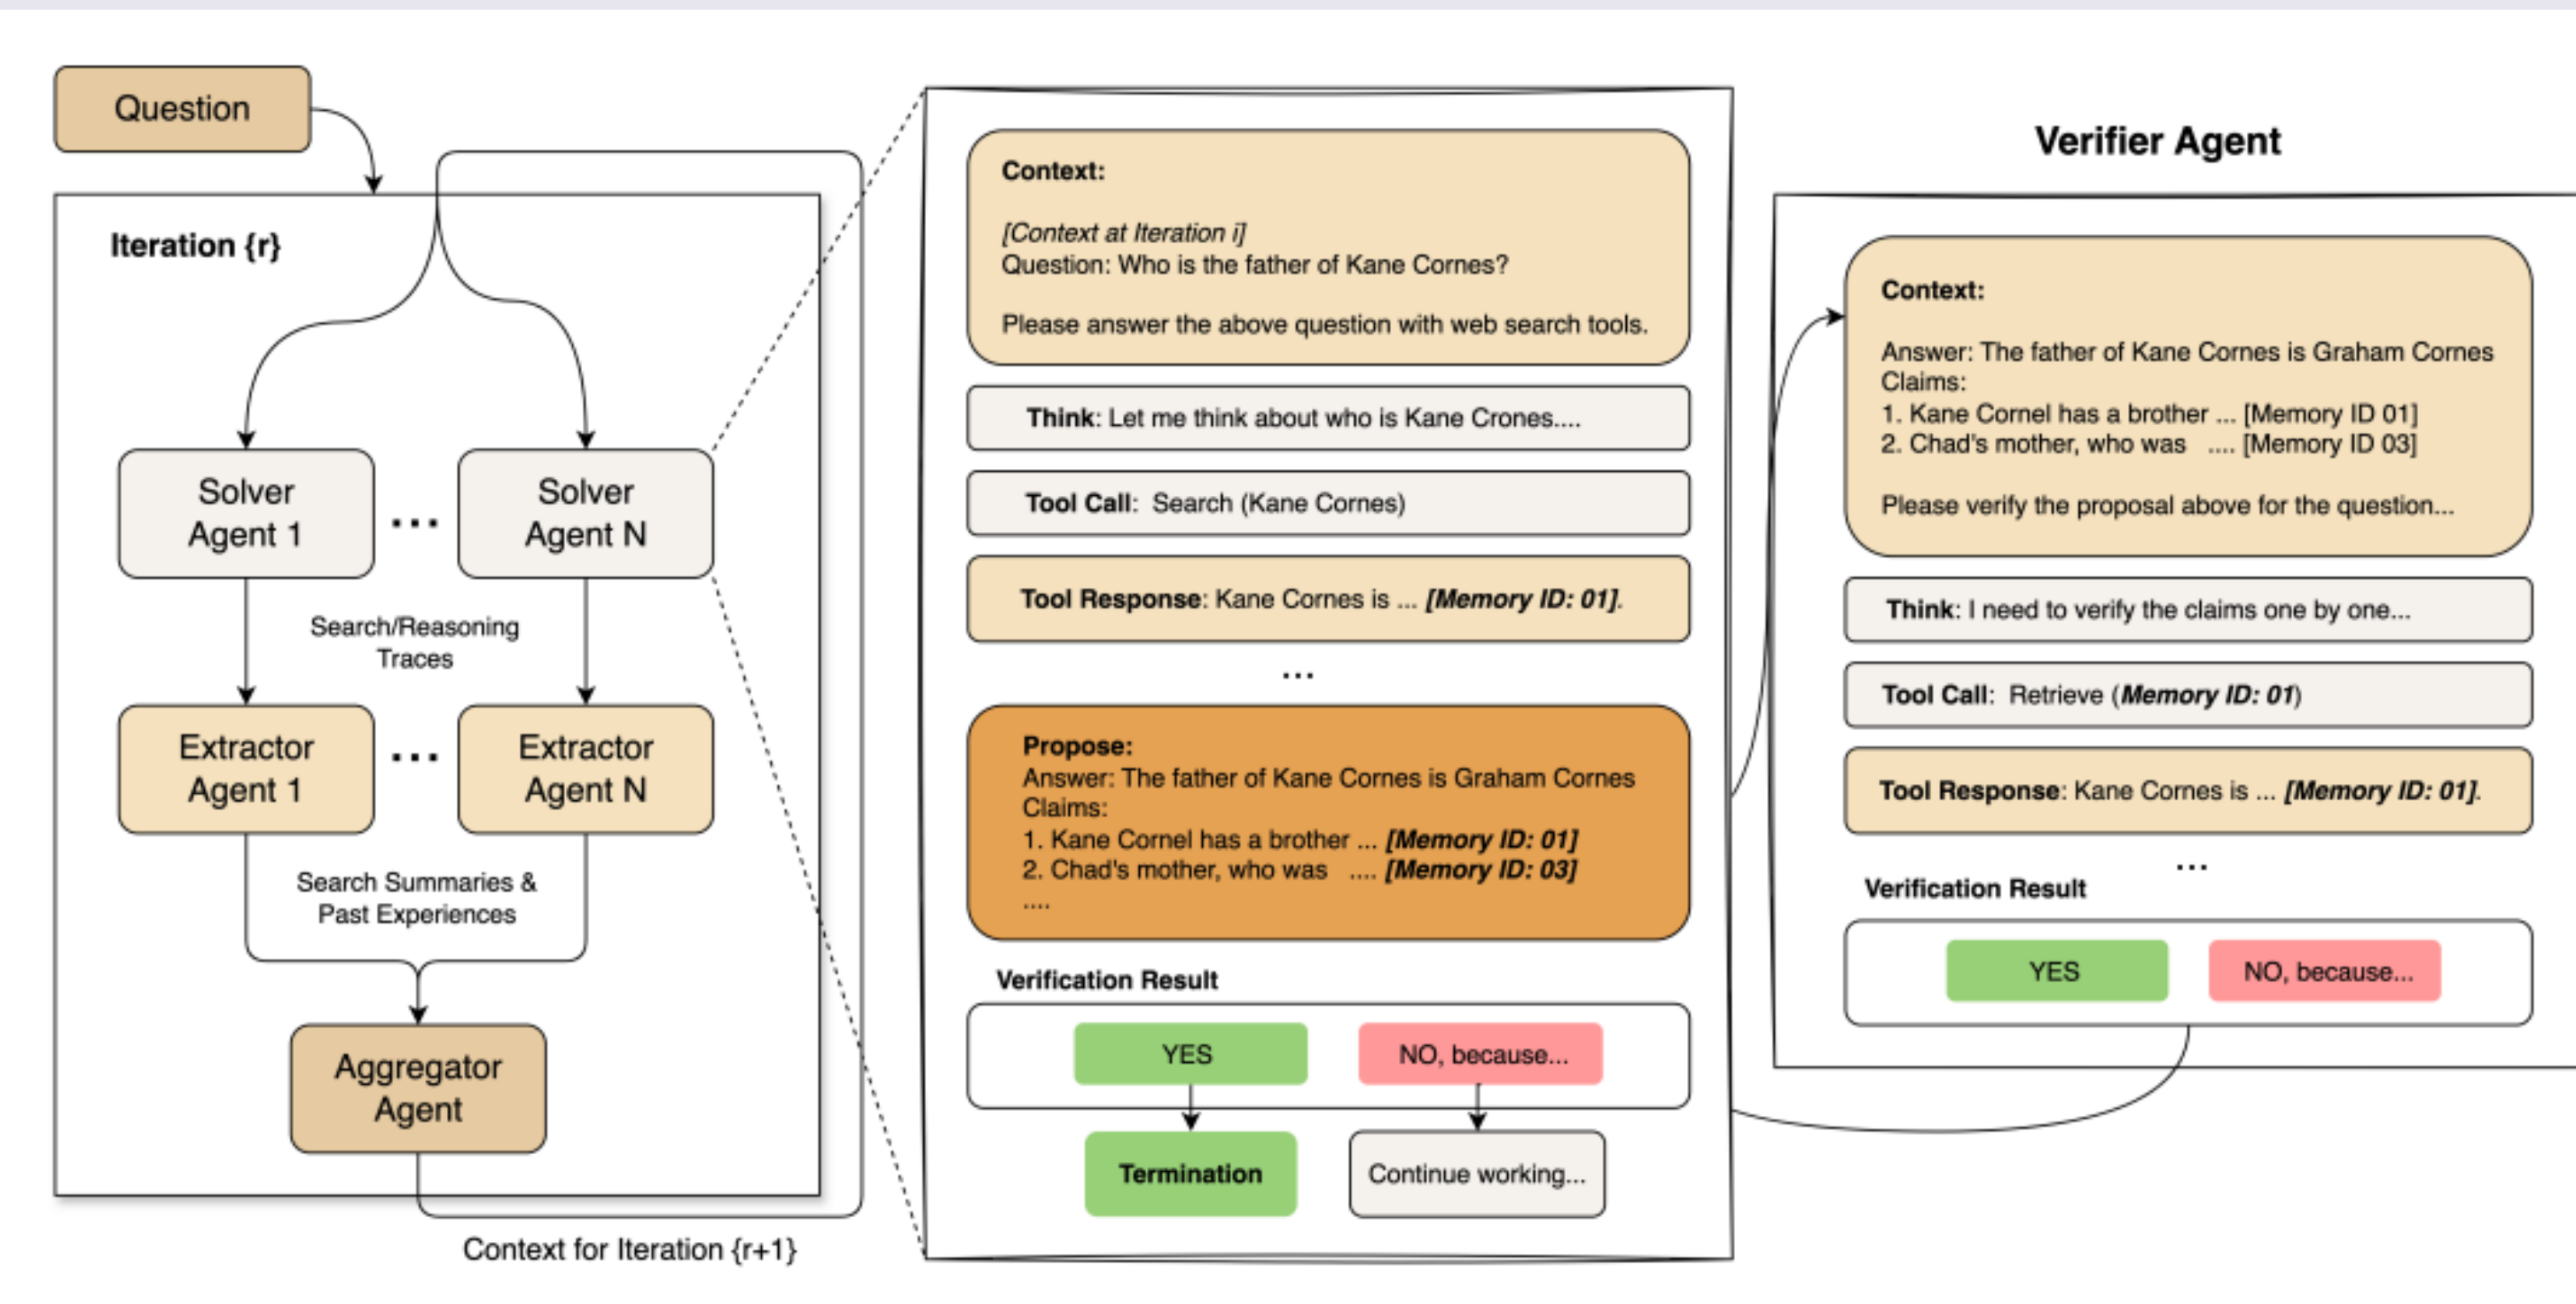 Question
Iteration {r}
Solver
Agent 1
...
Solver
Agent N
Search/Reasoning
Traces
Extractor
Agent 1
...
Extractor
Agent N
Search Summaries &
Past Experiences
Aggregator
Agent
Context for Iteration {r+1}
Context:
[Context at Iteration i]
Question: Who is the father of Kane Cornes?
Please answer the above question with web search tools.
Think: Let me think about who is Kane Crones....
Tool Call:  Search (Kane Cornes)
Tool Response: Kane Cornes is ... [Memory ID: 01].
...
Propose:
Answer: The father of Kane Cornes is Graham Cornes
Claims:
1. Kane Cornel has a brother ... [Memory ID: 01]
2. Chad's mother, who was   .... [Memory ID: 03]
....
Verification Result
YES
NO, because...
Termination
Continue working...
Verifier Agent
Context:
Answer: The father of Kane Cornes is Graham Cornes
Claims:
1. Kane Cornel has a brother ... [Memory ID 01]
2. Chad's mother, who was   .... [Memory ID 03]
Please verify the proposal above for the question...
Think: I need to verify the claims one by one...
Tool Call:  Retrieve (Memory ID: 01)
Tool Response: Kane Cornes is ... [Memory ID: 01].
...
Verification Result
YES
NO, because...